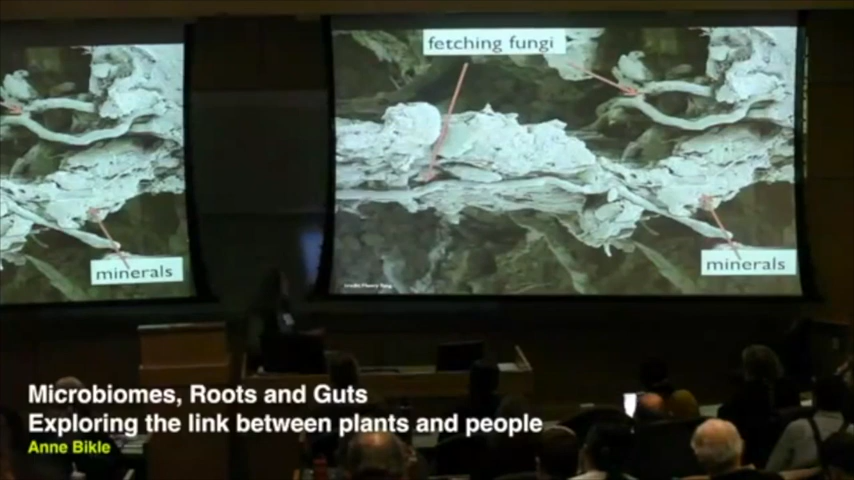 fetching fungi
minerals
minerals
Microbiomes, Roots and Guts
Exploring the link between plants and people
Anne Bikle